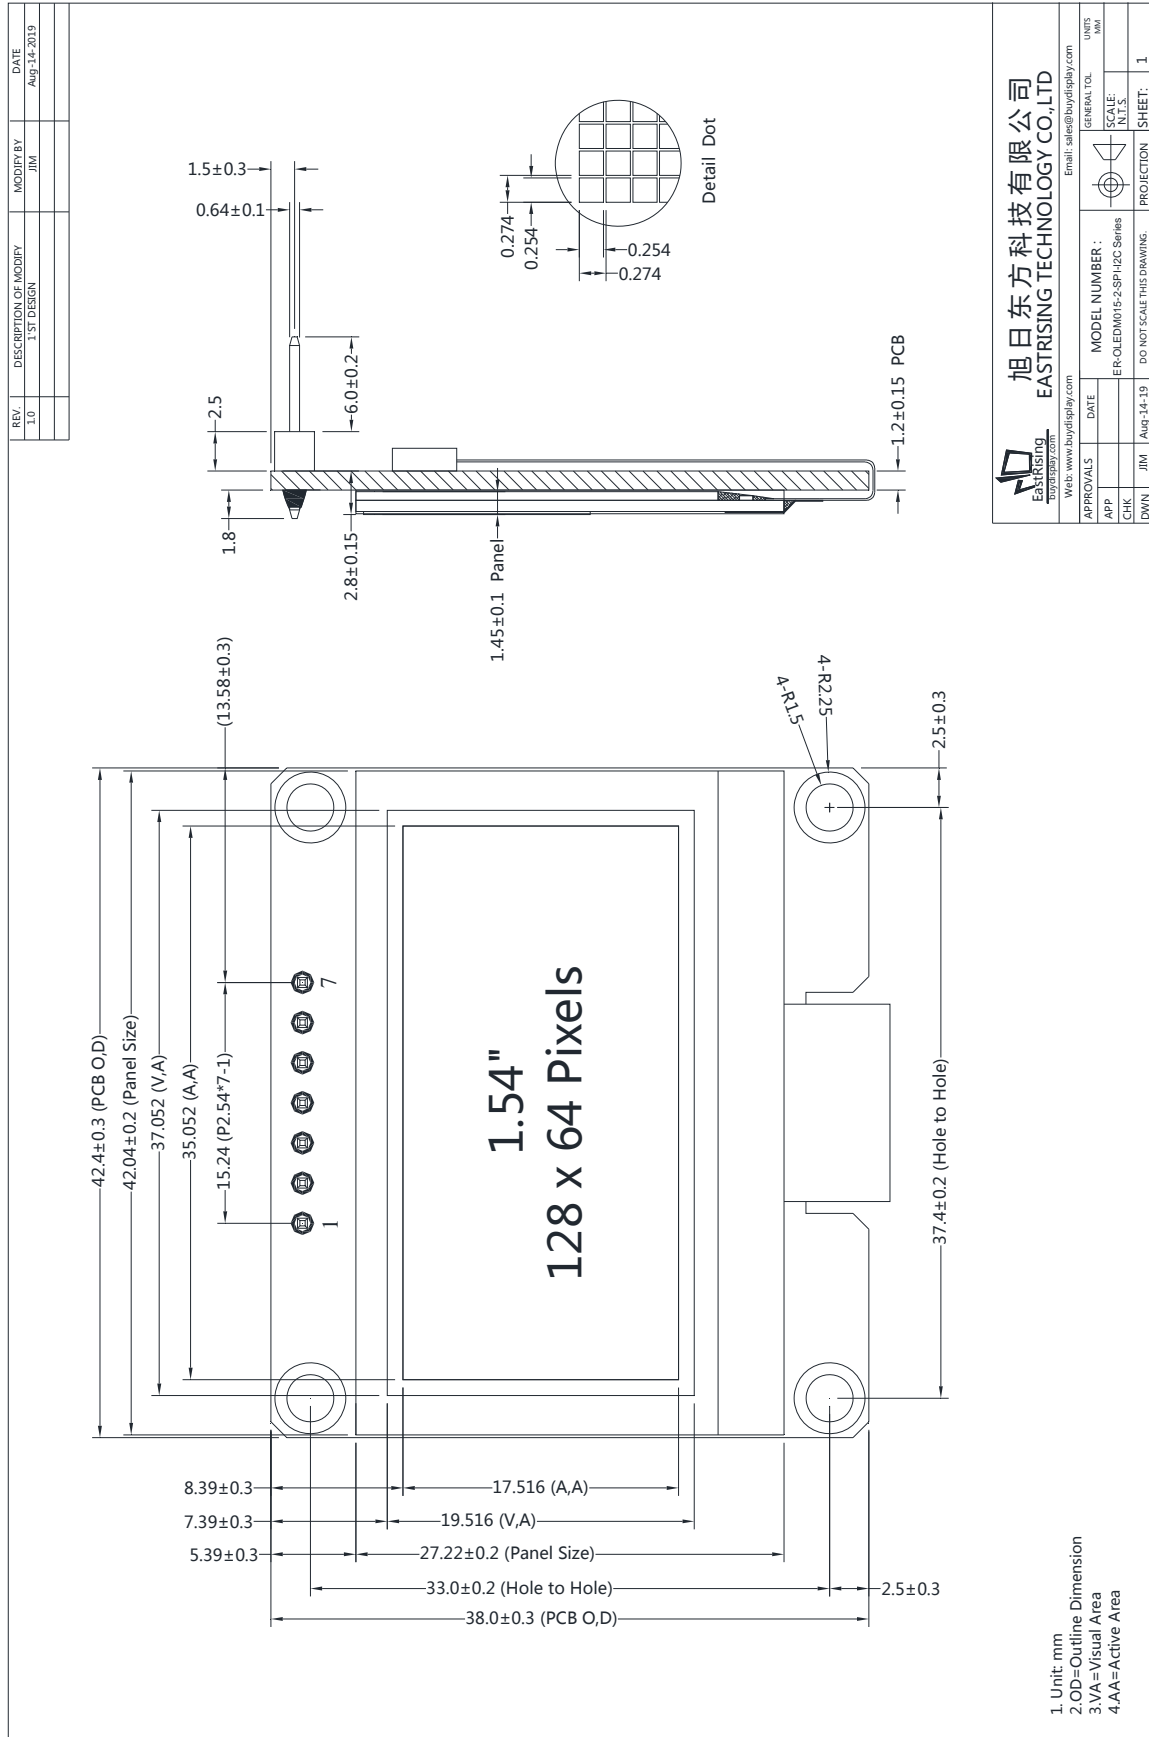 REV.
DESCRIPTION OF MODIFY
MODIFY BY
DATE
1.0
1'ST DESIGN
JIM
Aug-14-2019
1.5±0.3
0.64±0.1
2.5
6.0±0.2
1.8
2.8±0.15
1.45±0.1 Panel
1.2±0.15 PCB
0.274
0.254
0.254
0.274
Detail Dot
42.4±0.3 (PCB O,D)
42.04±0.2 (Panel Size)
37.052 (V,A)
35.052 (A,A)
15.24 (P2.54*7-1)
(13.58±0.3)
1
7
1.54"
128 x 64 Pixels
4-R1.5
4-R2.25
2.5±0.3
37.4±0.2 (Hole to Hole)
8.39±0.3
17.516 (A,A)
7.39±0.3
19.516 (V,A)
5.39±0.3
27.22±0.2 (Panel Size)
33.0±0.2 (Hole to Hole)
2.5±0.3
38.0±0.3 (PCB O,D)
1. Unit: mm
2.OD=Outline Dimension
3.VA=Visual Area
4.AA=Active Area
EastRising
buydisplay.com
旭日东方科技有限公司
EASTRISING TECHNOLOGY CO.,LTD
Web: www.buydisplay.com
Email: sales@buydisplay.com
APPROVALS
DATE
APP
CHK
DWN
JIM
Aug-14-19
MODEL NUMBER :
ER-OLEDM015-2-SPI-I2C Series
DO NOT SCALE THIS DRAWING.
PROJECTION
GENERAL TOL.
UNITS
MM
SCALE:
N.T.S.
SHEET: 1